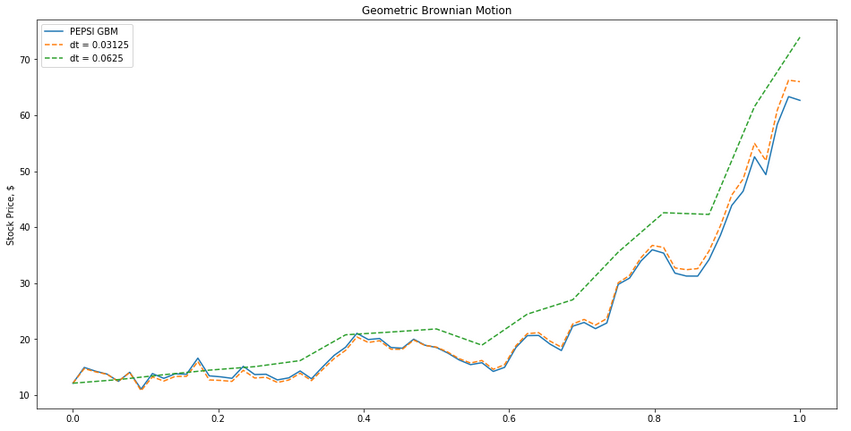 Geometric Brownian Motion
PEPSI GBM
dt = 0.03125
dt = 0.0625
Stock Price, $
70
60
50
40
30
20
10
0.0 0.2 0.4 0.6 0.8 1.0